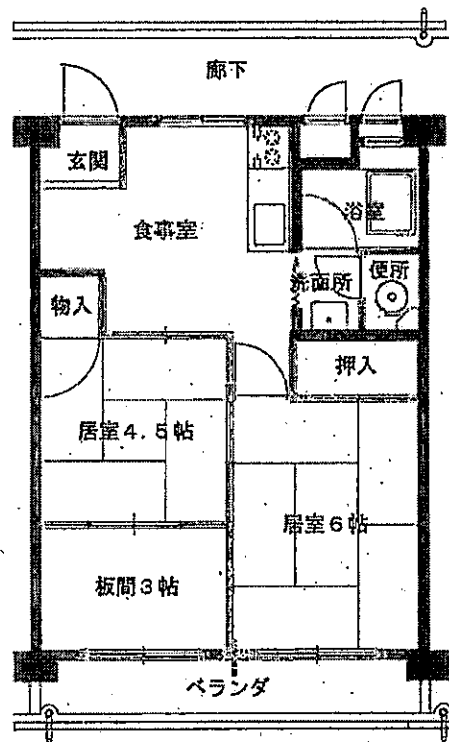 廊下
玄関
食事室
浴室
洗面所
便所
物入
押入
居室4.5帖
居室6帖
板間3帖
ベランダ